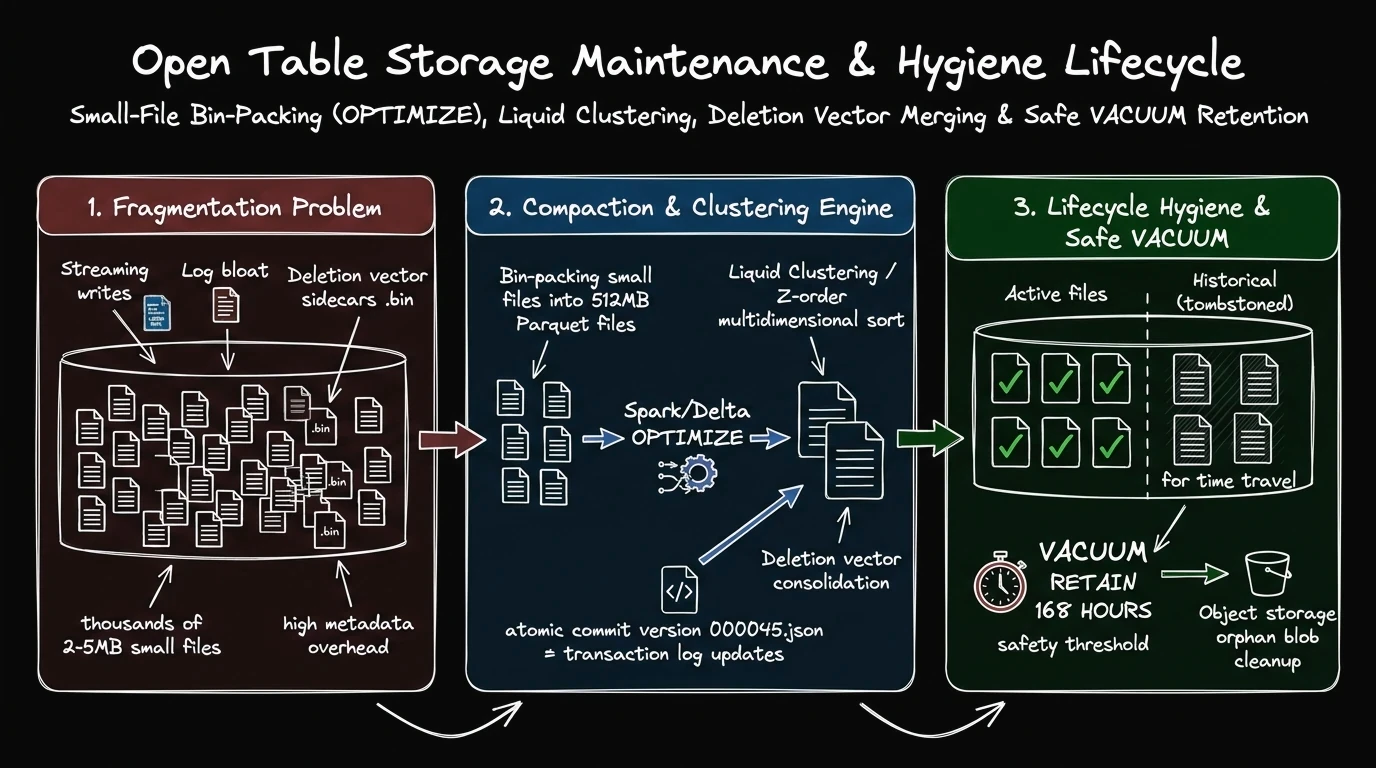 Open Table Storage Maintenance & Hygiene Lifecycle
Small-File Bin-Packing (OPTIMIZE), Liquid Clustering, Deletion Vector Merging & Safe VACUUM Retention
1. Fragmentation Problem
Streaming
writes
Log bloat
Deletion vector
sidecars .bin
.bin
.bin
.bin
thousands of
2-5MB small files
high metadata
overhead
2. Compaction & Clustering Engine
Bin-packing small
files into 512MB
Parquet files
Liquid Clustering /
Z-order
multidimensional sort
Spark/Delta
OPTIMIZE
</>
Deletion vector
consolidation
atomic commit version 000045.json
= transaction log updates
3. Lifecycle Hygiene &
Safe VACUUM
Active files
Historical
(tombstoned)
for time travel
VACUUM
RETAIN
168 HOURS
safety threshold
Object storage
orphan blob
cleanup